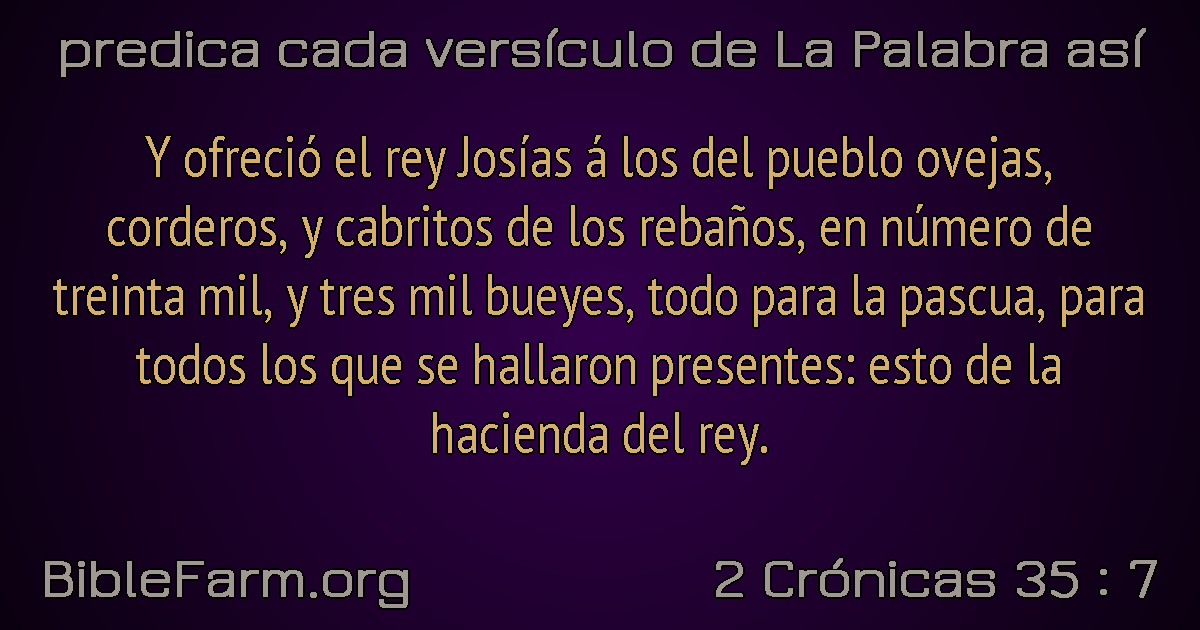 predica cada versículo de La Palabra así
Y ofreció el rey Josías á los del pueblo ovejas,
corderos, y cabritos de los rebaños, en número de
treinta mil, y tres mil bueyes, todo para la pascua, para
todos los que se hallaron presentes: esto de la
hacienda del rey.
BibleFarm.org
2 Crónicas 35 : 7